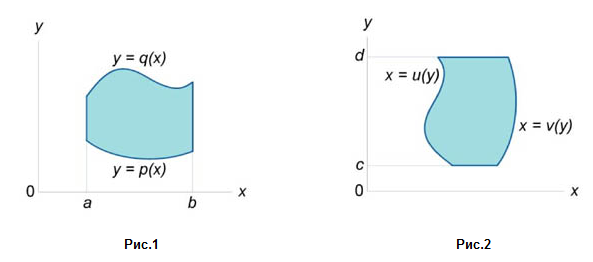 y
y = q(x)
y = p(x)
0
a
b
x
Рис.1
y
d
x = u(y)
x = v(y)
c
0
x
Рис.2